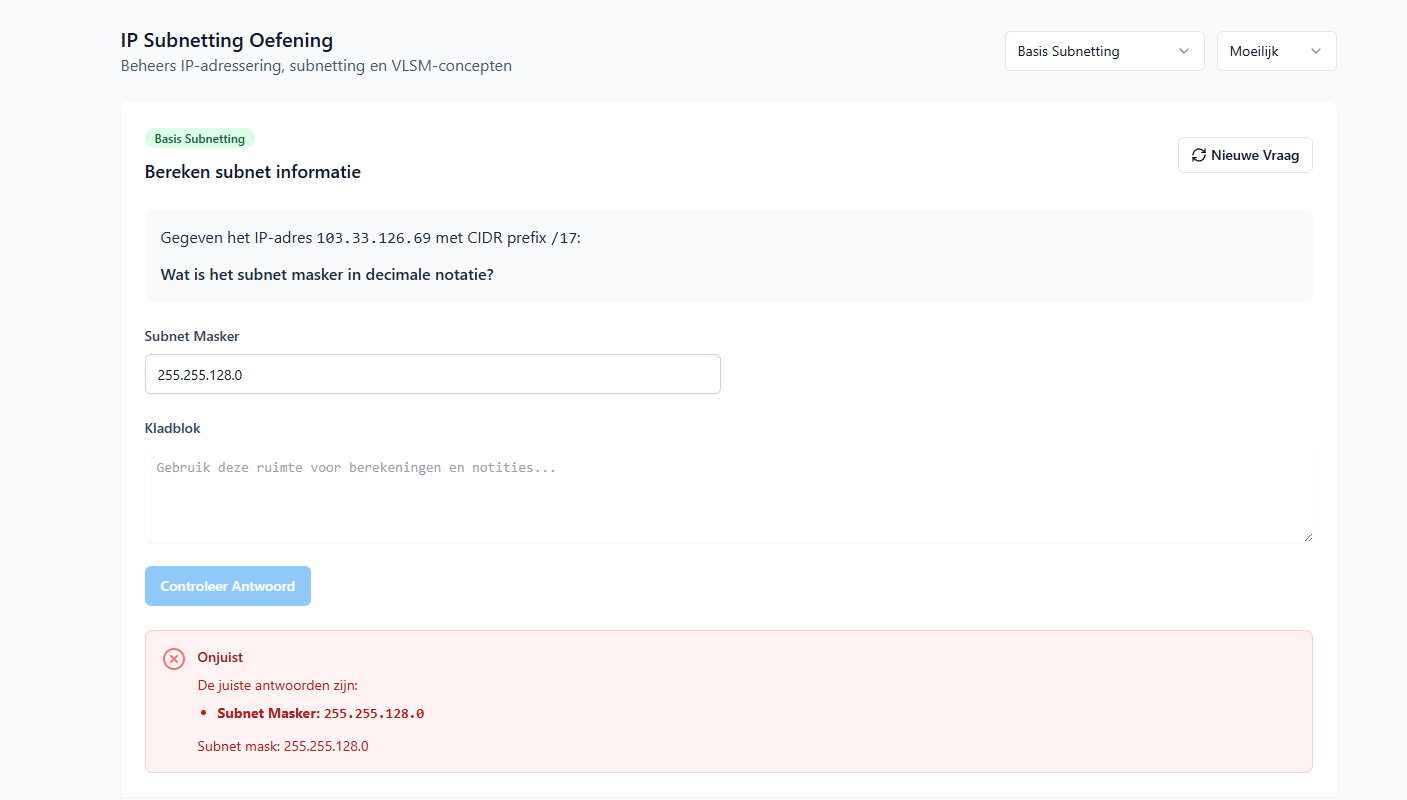 IP Subnetting Oefening
Beheers IP-adressering, subnetting en VLSM-concepten
Basis Subnetting
Moeilijk
Basis Subnetting
Bereken subnet informatie
Nieuwe Vraag
Gegeven het IP-adres 103.33.126.69 met CIDR prefix /17:
Wat is het subnet masker in decimale notatie?
Subnet Masker
255.255.128.0
Kladblok
Gebruik deze ruimte voor berekeningen en notities...
Controleer Antwoord
Onjuist
De juiste antwoorden zijn:
• Subnet Masker: 255.255.128.0
Subnet mask: 255.255.128.0